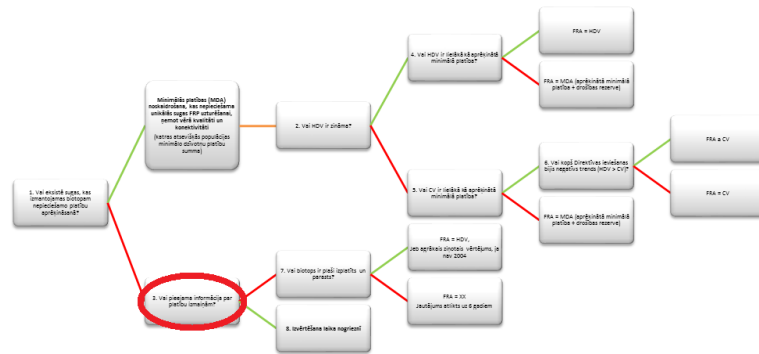 1. Vai eksistē sugas, kas
izmantojamas biotopam
nepieciešamo platību
aprēķināšanā?
Minimālās platības (MDA)
noskaidrošana, kas nepieciešama
unikālās sugas FRP uzturēšanai,
ņemot vērā kvalitāti un
konektivitāti
(katras atsevišķās populācijas
minimālo dzīvotņu platību
summa)
2. Vai HDV ir zināma?
4. Vai HDV ir lielāka kā aprēķinātā
minimālā platība?
FRA = HDV
FRA = MDA (aprēķinātā minimālā
platība + drošības rezerve)
5. Vai CV ir lielāka kā aprēķinātā
minimālā platība?
6. Vai kopš Direktīvas ieviešanas
bijis negatīvs trends (HDV > CV)?
FRA ≥ CV
FRA = CV
FRA = MDA (aprēķinātā minimālā
platība + drošības rezerve)
3. Vai pieejama informācija par
platību izmaiņām?
7. Vai biotops ir plaši izplatīts un
parasts?
FRA = HDV,
Jeb agrākais ziņotais vērtējums, ja
nav 2004
FRA = XX
Jautājums atlikts uz 6 gadiem
8. Izvērtēšana laika nogrieznī